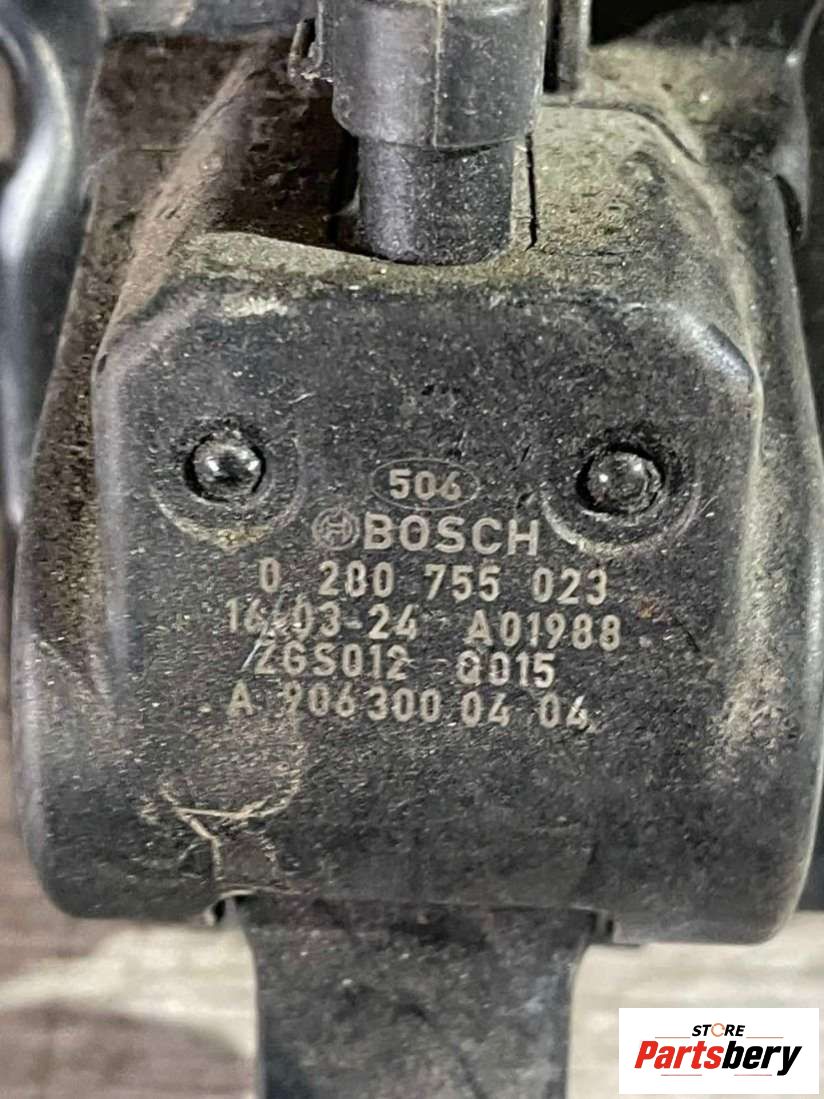 506
BOSCH
0 280 755 023
14-03-24 A01988
ZGS012 Q015
A 906 300 04 04
STORE
Partsbery